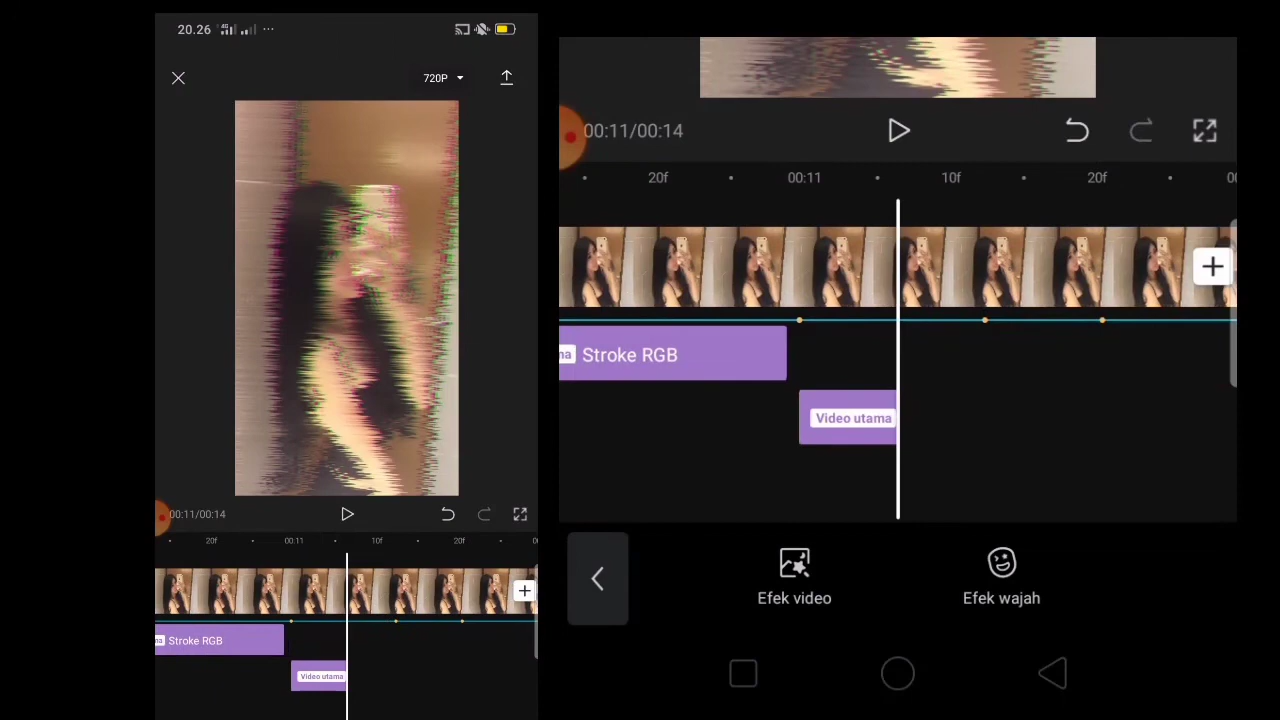 20.26 4G
720P
00:11/00:14
20f 00:11 10f 20f
Stroke RGB
Video utama
00:11/00:14
20f 00:11 10f 20f
Stroke RGB
Video utama
Efek video
Efek wajah